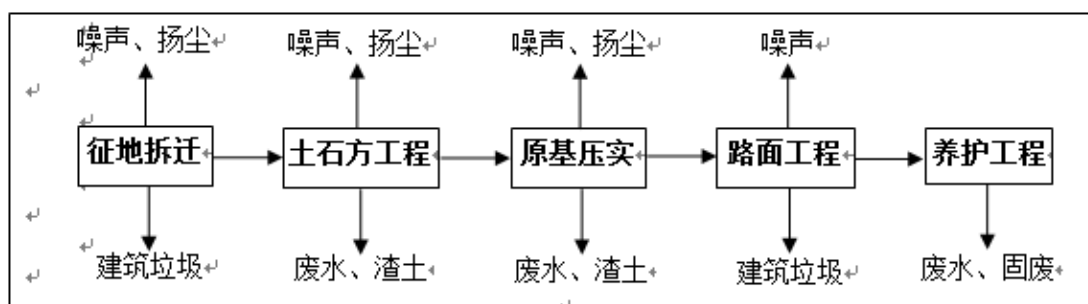 噪声、扬尘 噪声、扬尘 噪声、扬尘 噪声
征地拆迁 土石方工程 原基压实 路面工程 养护工程
建筑垃圾 废水、渣土 废水、渣土 建筑垃圾 废水、固废